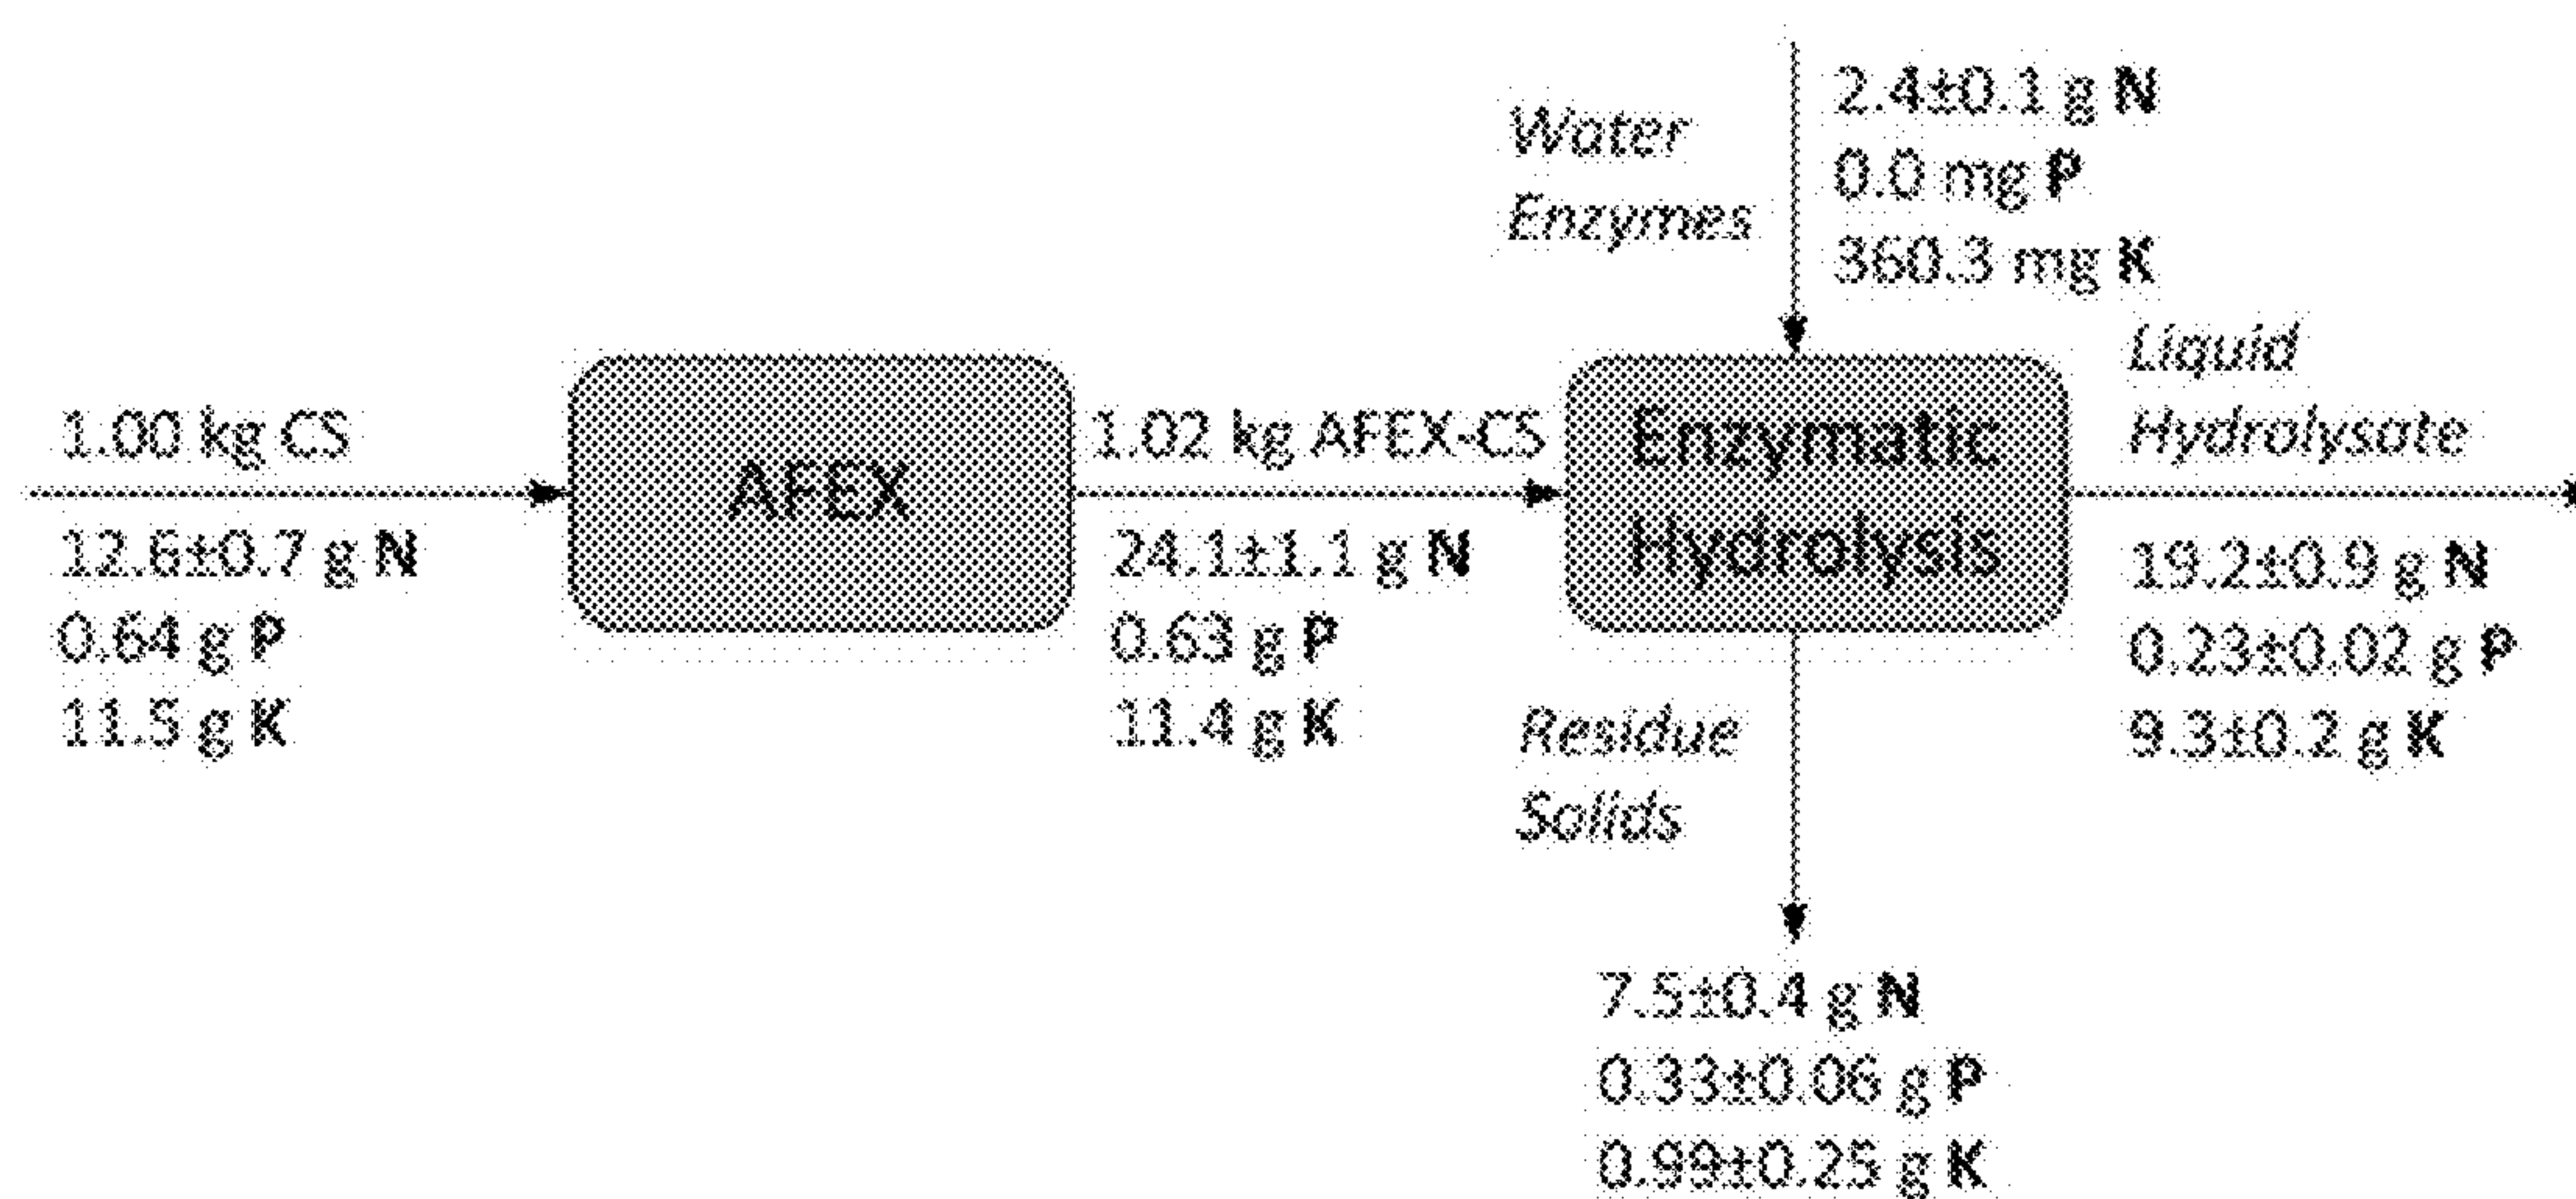 1.00 kg CS
12.6±0.7 g N
0.64 g P
11.5 g K
AFEX
1.02 kg AFEX-CS
24.1±1.1 g N
0.63 g P
11.4 g K
Water
Enzymes
2.4±0.1 g N
0.0 mg P
360.3 mg K
Enzymatic
Hydrolysis
Liquid
Hydrolysate
19.2±0.9 g N
0.23±0.02 g P
9.3±0.2 g K
Residue
Solids
7.5±0.4 g N
0.33±0.06 g P
0.99±0.25 g K